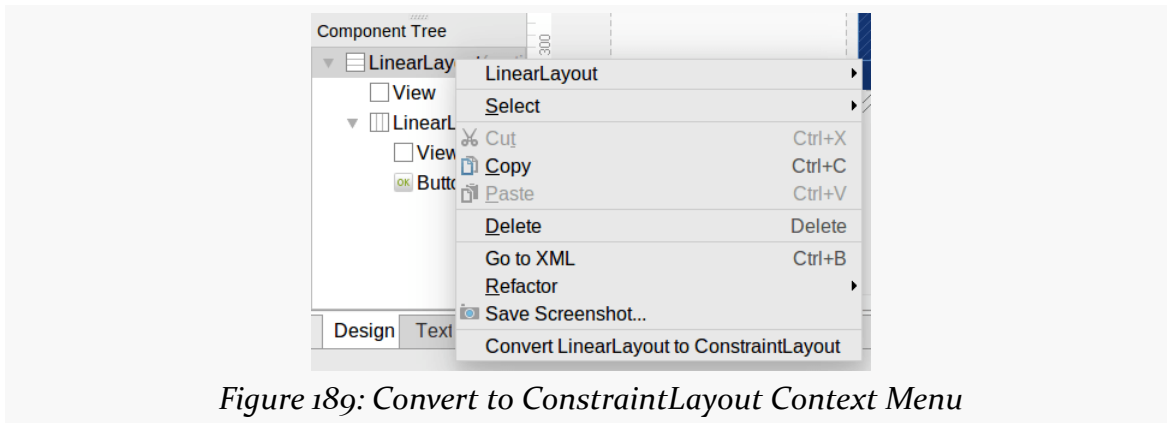 Component Tree
300
LinearLay
LinearLayout
View
Select
LinearL
Cut Ctrl+X
View
Copy Ctrl+C
Butto
Paste Ctrl+V
Delete Delete
Go to XML Ctrl+B
Refactor
Save Screenshot...
Design Text
Convert LinearLayout to ConstraintLayout
Figure 189: Convert to ConstraintLayout Context Menu